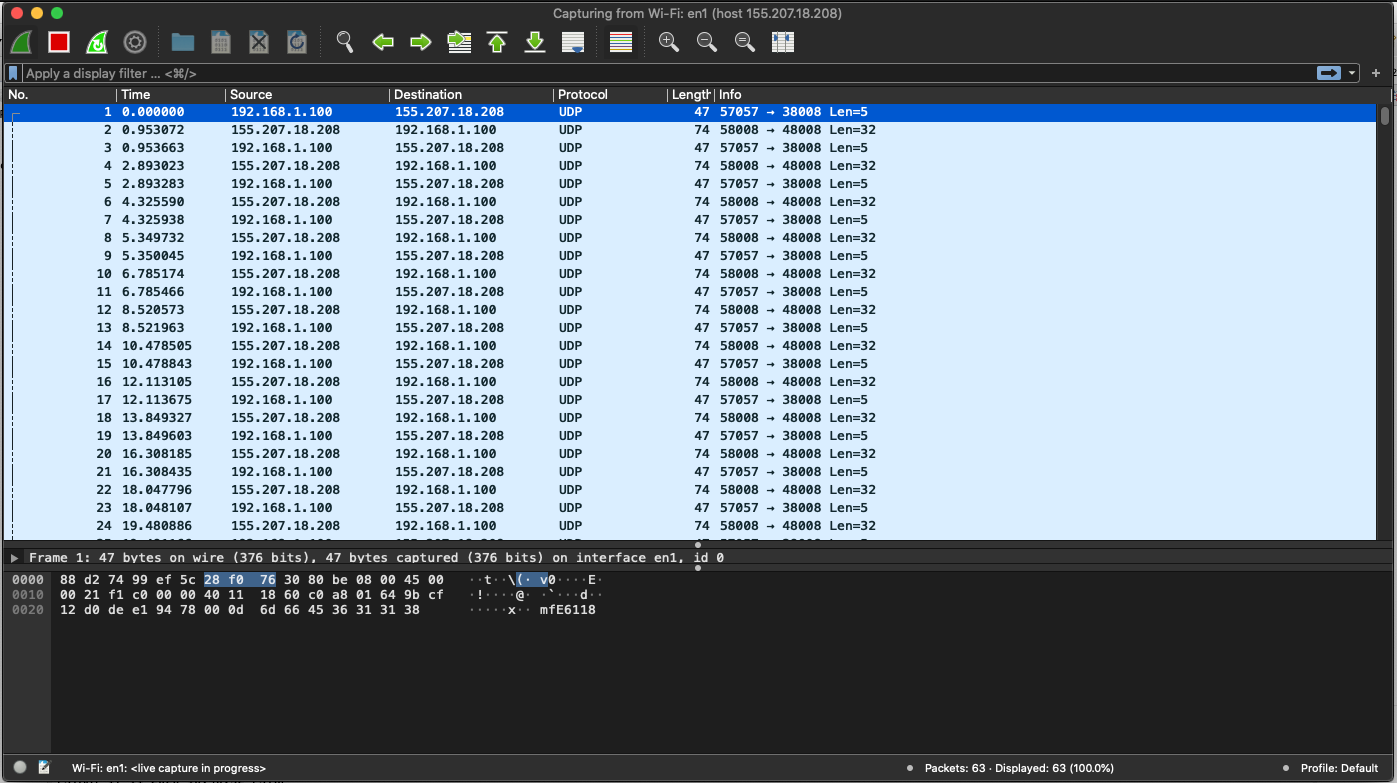 Capturing from Wi-Fi: en1 (host 155.207.18.208)
Apply a display filter ... <⌘/>
No. Time Source Destination Protocol Length Info
1 0.000000 192.168.1.100 155.207.18.208 UDP 47 57057 → 38008 Len=5
2 0.953072 155.207.18.208 192.168.1.100 UDP 74 58008 → 48008 Len=32
3 0.953663 192.168.1.100 155.207.18.208 UDP 47 57057 → 38008 Len=5
4 2.893023 155.207.18.208 192.168.1.100 UDP 74 58008 → 48008 Len=32
5 2.893283 192.168.1.100 155.207.18.208 UDP 47 57057 → 38008 Len=5
6 4.325590 155.207.18.208 192.168.1.100 UDP 74 58008 → 48008 Len=32
7 4.325938 192.168.1.100 155.207.18.208 UDP 47 57057 → 38008 Len=5
8 5.349732 155.207.18.208 192.168.1.100 UDP 74 58008 → 48008 Len=32
9 5.350045 192.168.1.100 155.207.18.208 UDP 47 57057 → 38008 Len=5
10 6.785174 155.207.18.208 192.168.1.100 UDP 74 58008 → 48008 Len=32
11 6.785466 192.168.1.100 155.207.18.208 UDP 47 57057 → 38008 Len=5
12 8.520573 155.207.18.208 192.168.1.100 UDP 74 58008 → 48008 Len=32
13 8.521963 192.168.1.100 155.207.18.208 UDP 47 57057 → 38008 Len=5
14 10.478505 155.207.18.208 192.168.1.100 UDP 74 58008 → 48008 Len=32
15 10.478843 192.168.1.100 155.207.18.208 UDP 47 57057 → 38008 Len=5
16 12.113105 155.207.18.208 192.168.1.100 UDP 74 58008 → 48008 Len=32
17 12.113675 192.168.1.100 155.207.18.208 UDP 47 57057 → 38008 Len=5
18 13.849327 155.207.18.208 192.168.1.100 UDP 74 58008 → 48008 Len=32
19 13.849603 192.168.1.100 155.207.18.208 UDP 47 57057 → 38008 Len=5
20 16.308185 155.207.18.208 192.168.1.100 UDP 74 58008 → 48008 Len=32
21 16.308435 192.168.1.100 155.207.18.208 UDP 47 57057 → 38008 Len=5
22 18.047796 155.207.18.208 192.168.1.100 UDP 74 58008 → 48008 Len=32
23 18.048107 192.168.1.100 155.207.18.208 UDP 47 57057 → 38008 Len=5
24 19.480886 155.207.18.208 192.168.1.100 UDP 74 58008 → 48008 Len=32
Frame 1: 47 bytes on wire (376 bits), 47 bytes captured (376 bits) on interface en1, id 0
0000 88 d2 74 99 ef 5c 28 f0 76 30 80 be 08 00 45 00 ··t··\(· v0····E·
0010 00 21 f1 c0 00 00 40 11 18 60 c0 a8 01 64 9b cf ·!····@· ·`···d··
0020 12 d0 de e1 94 78 00 0d 6d 66 45 36 31 31 38 ·····x·· mfE6118
Wi-Fi: en1: <live capture in progress> Packets: 63 · Displayed: 63 (100.0%) Profile: Default